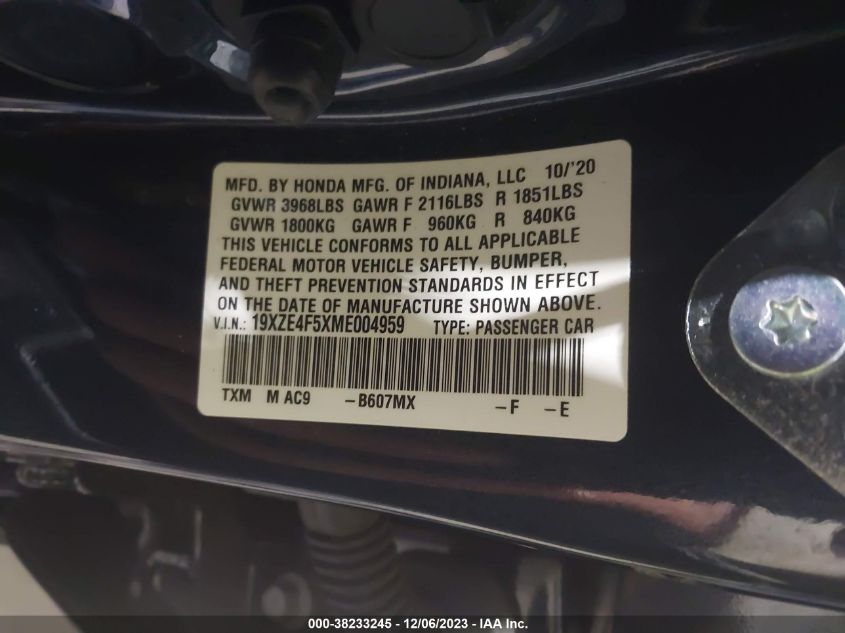 MFD. BY HONDA MFG. OF INDIANA, LLC 10/'20
GVWR 3968LBS GAWR F 2116LBS R 1851LBS
GVWR 1800KG GAWR F 960KG R 840KG
THIS VEHICLE CONFORMS TO ALL APPLICABLE
FEDERAL MOTOR VEHICLE SAFETY, BUMPER,
AND THEFT PREVENTION STANDARDS IN EFFECT
ON THE DATE OF MANUFACTURE SHOWN ABOVE.
V.I.N.: 19XZE4F5XME004959 TYPE: PASSENGER CAR
TXM M AC9 -B607MX -F -E
000-38233245 - 12/06/2023 - IAA Inc.